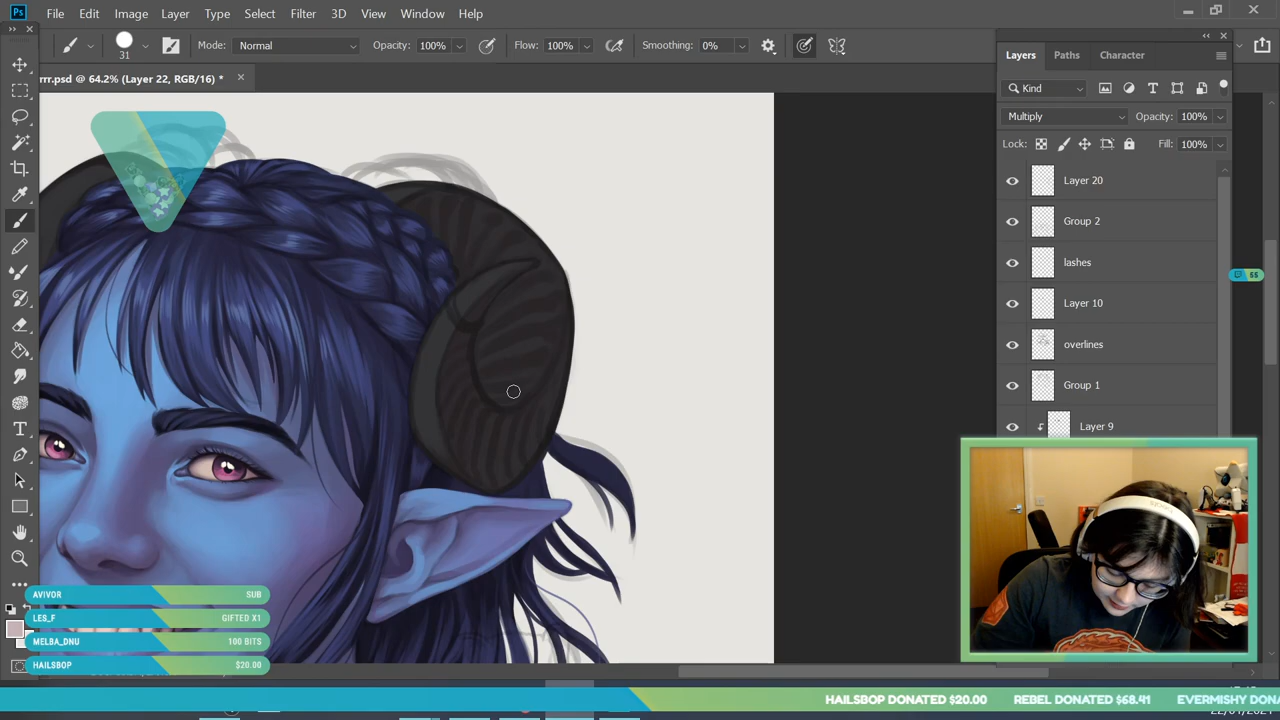 Ps File Edit Image Layer Type Select Filter 3D View Window Help
31 Mode: Normal Opacity: 100% Flow: 100% Smoothing: 0%
rrr.psd @ 64.2% (Layer 22, RGB/16) *
Layers Paths Character
Kind
Multiply Opacity: 100%
Lock: Fill: 100%
Layer 20
Group 2
lashes
Layer 10
overlines
Group 1
Layer 9
55
AVIVOR SUB
LES_F GIFTED X1
MELBA_DNU 100 BITS
HAILSBOP $20.00
HAILSBOP DONATED $20.00 REBEL DONATED $68.41 EVERMISHY DONA